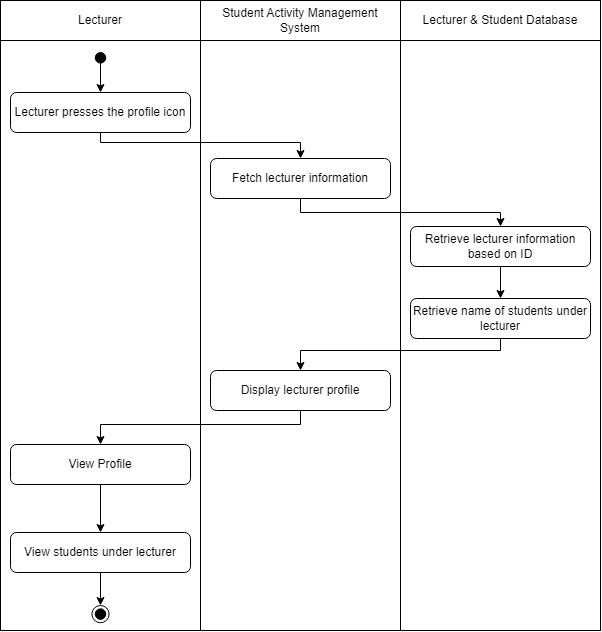 Lecturer
Student Activity Management
System
Lecturer & Student Database
Lecturer presses the profile icon
Fetch lecturer information
Retrieve lecturer information
based on ID
Retrieve name of students under
lecturer
Display lecturer profile
View Profile
View students under lecturer